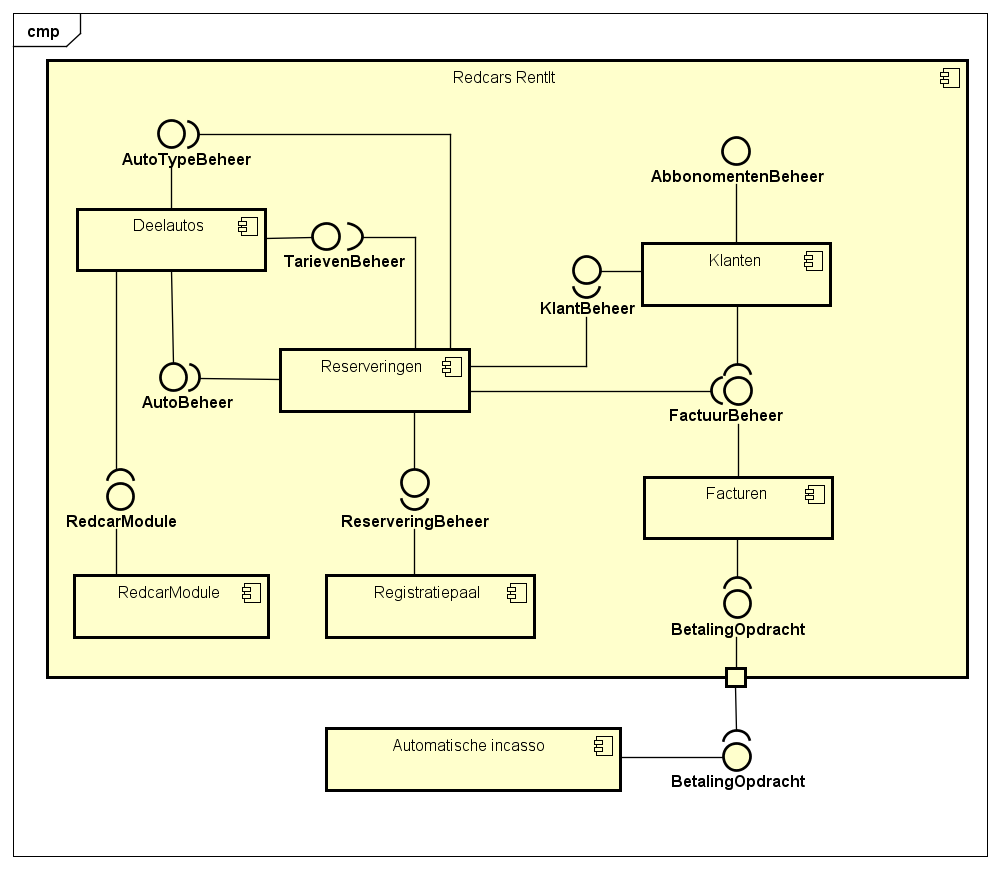 cmp
Redcars RentIt
AutoTypeBeheer
AbbonomentenBeheer
Deelautos
TarievenBeheer
Klanten
KlantBeheer
Reserveringen
AutoBeheer
FactuurBeheer
Facturen
RedcarModule
ReserveringBeheer
RedcarModule
Registratiepaal
BetalingOpdracht
Automatische incasso
BetalingOpdracht